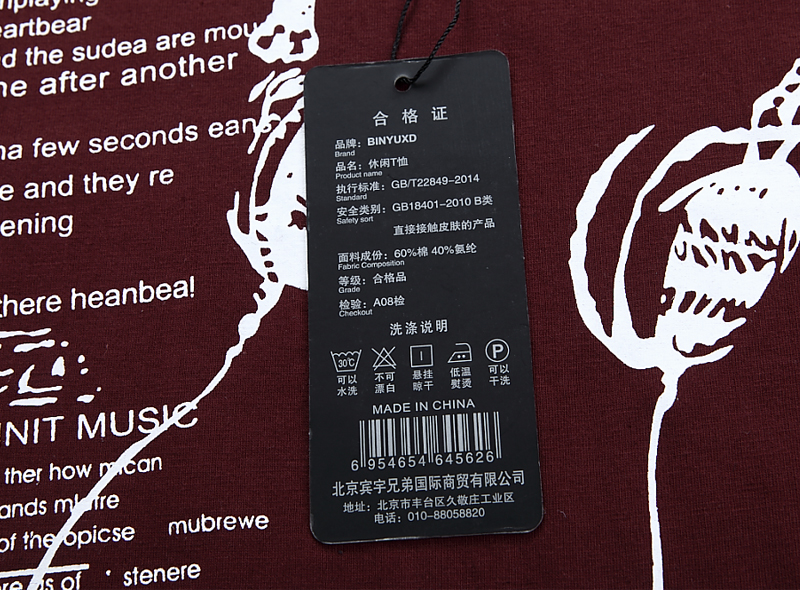 eartbear
d the sudea are mou
ne after another
na few seconds eans
e and they re
ening
there heanbea!
UNIT MUSIC
ther how mican
ands mlutre
of the opicse mubrewe
ere as of stenere
合格证
品牌：BINYUXD
Brand
品名：休闲T恤
Product name
执行标准：GB/T22849-2014
Standard
安全类别：GB18401-2010 B类
Safety sort
直接接触皮肤的产品
面料成份：60%棉 40%氨纶
Fabric Composition
等级：合格品
Grade
检验：A08检
Checkout
洗涤说明
30℃ P
可以 不可 悬挂 低温 可以
水洗 漂白 晾干 熨烫 干洗
MADE IN CHINA
6 954654 645626
北京宾宇兄弟国际商贸有限公司
地址：北京市丰台区久敬庄工业区
电话：010-88058820